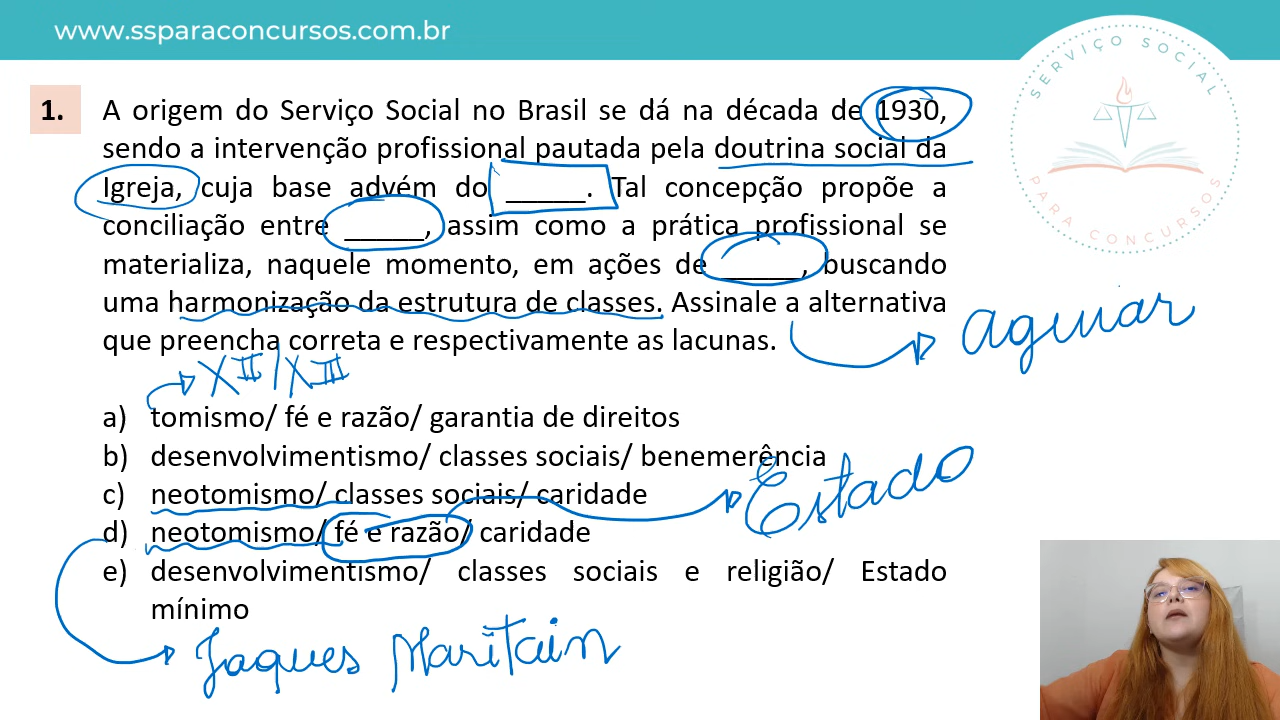 www.ssparaconcursos.com.br
SERVIÇO SOCIAL
PARA CONCURSOS
1. A origem do Serviço Social no Brasil se dá na década de 1930,
sendo a intervenção profissional pautada pela doutrina social da
Igreja, cuja base advém do ______. Tal concepção propõe a
conciliação entre ______, assim como a prática profissional se
materializa, naquele momento, em ações de ______, buscando
uma harmonização da estrutura de classes. Assinale a alternativa
que preencha correta e respectivamente as lacunas.
aguiar
XII/XIII
a) tomismo/ fé e razão/ garantia de direitos
b) desenvolvimentismo/ classes sociais/ benemerência
c) neotomismo/ classes sociais/ caridade
Estado
d) neotomismo/ fé e razão/ caridade
e) desenvolvimentismo/ classes sociais e religião/ Estado
mínimo
Jaques Maritain